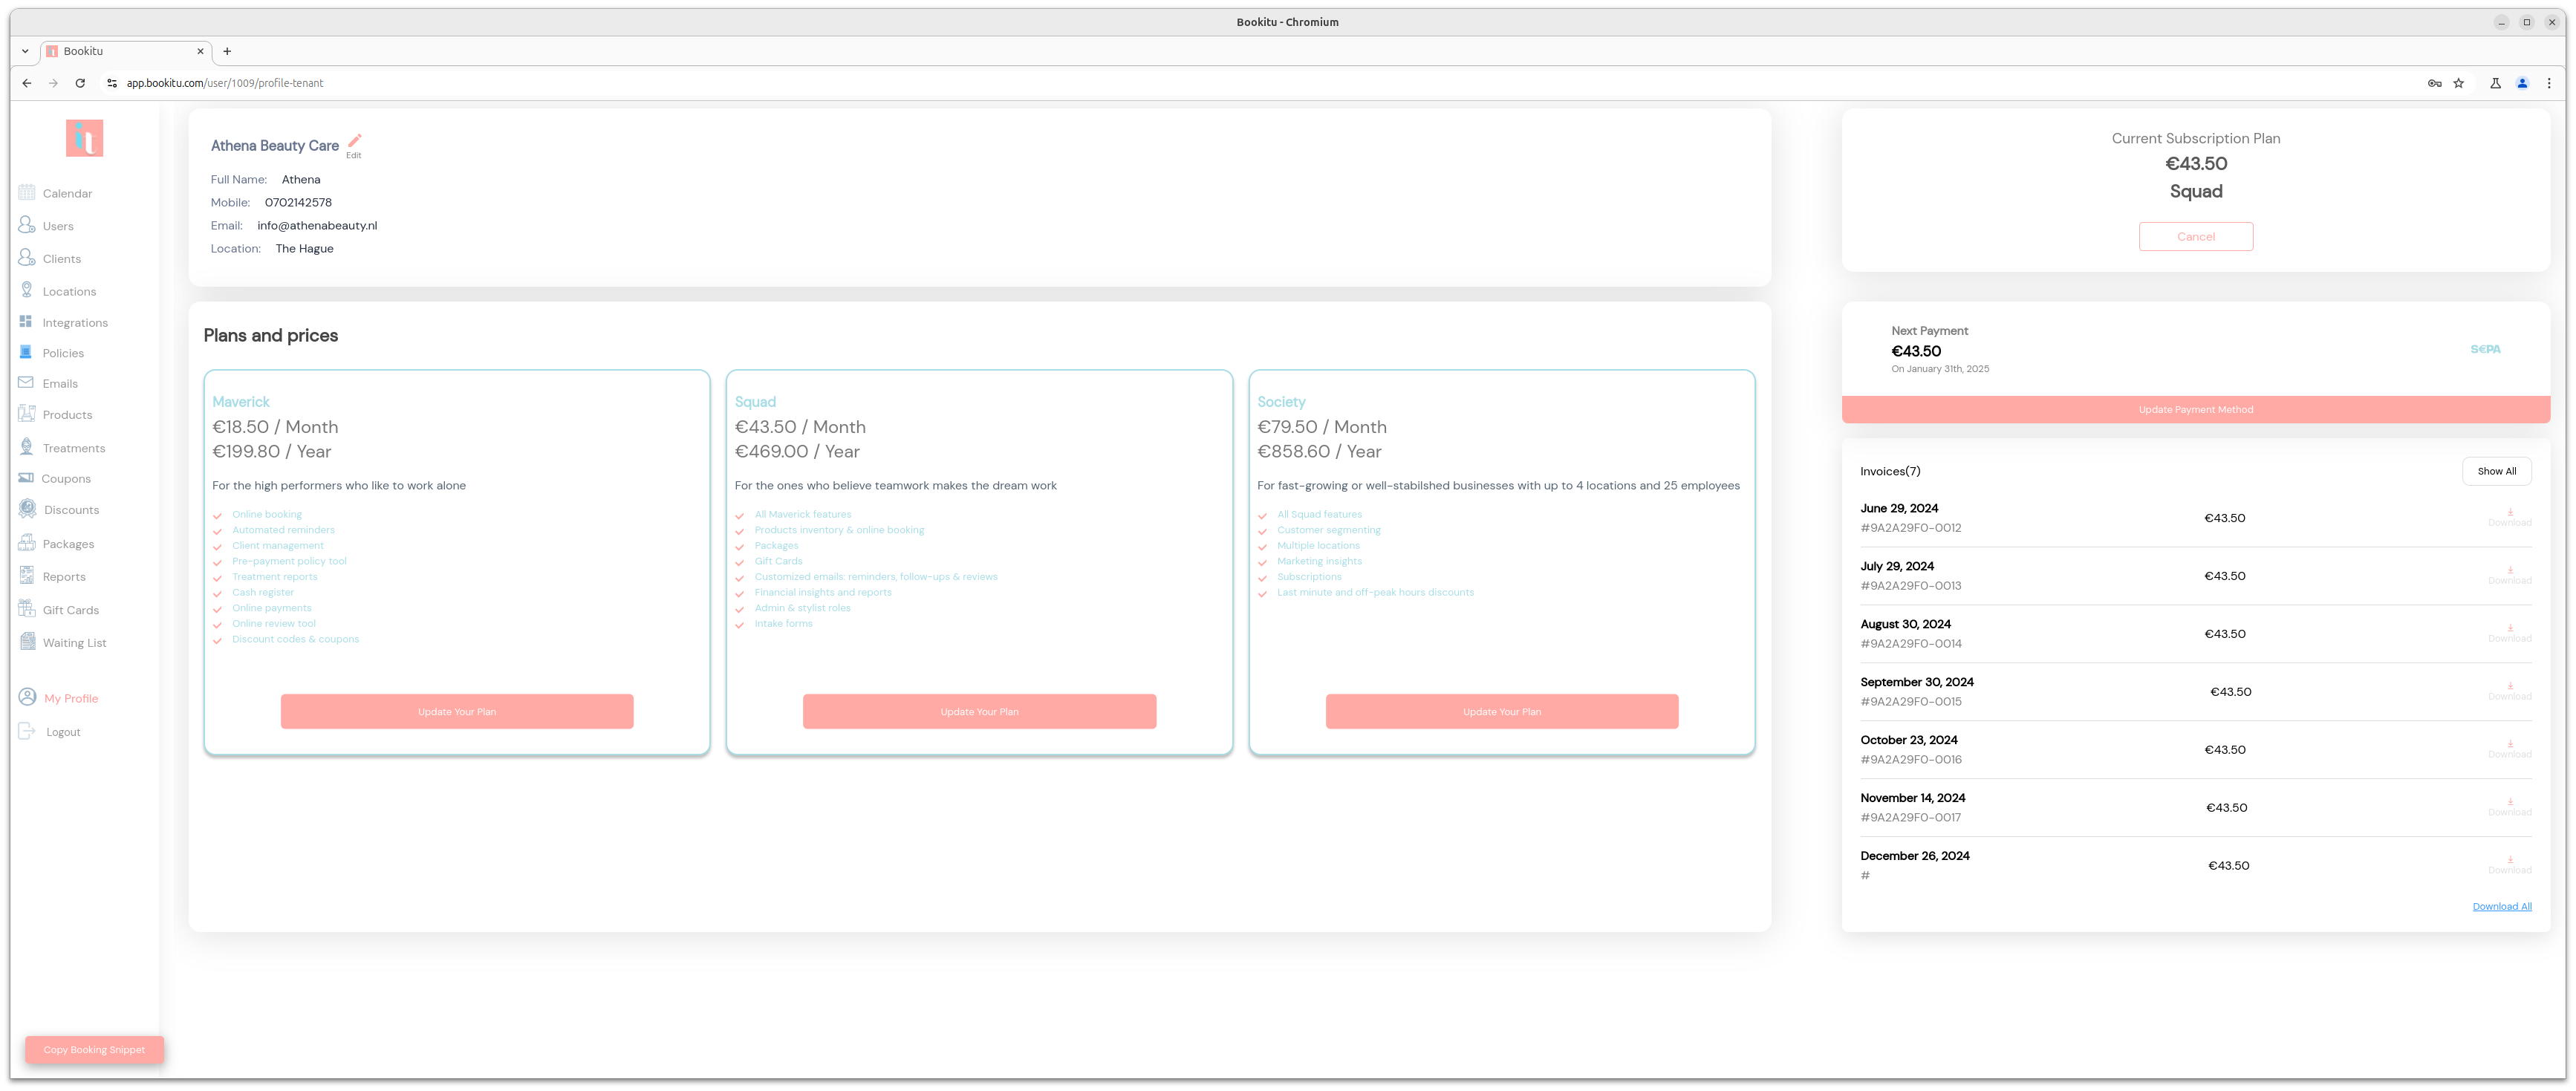 Bookitu - Chromium
Bookitu
app.bookitu.com/user/1009/profile-tenant
it
Calendar
Users
Clients
Locations
Integrations
Policies
Emails
Products
Treatments
Coupons
Discounts
Packages
Reports
Gift Cards
Waiting List
My Profile
Logout
Copy Booking Snippet
Athena Beauty Care
Edit
Full Name: Athena
Mobile: 0702142578
Email: info@athenabeauty.nl
Location: The Hague
Plans and prices
Maverick
€18.50 / Month
€199.80 / Year
For the high performers who like to work alone
Online booking
Automated reminders
Client management
Pre-payment policy tool
Treatment reports
Cash register
Online payments
Online review tool
Discount codes & coupons
Update Your Plan
Squad
€43.50 / Month
€469.00 / Year
For the ones who believe teamwork makes the dream work
All Maverick features
Products inventory & online booking
Packages
Gift Cards
Customized emails: reminders, follow-ups & reviews
Financial insights and reports
Admin & stylist roles
Intake forms
Update Your Plan
Society
€79.50 / Month
€858.60 / Year
For fast-growing or well-stabilshed businesses with up to 4 locations and 25 employees
All Squad features
Customer segmenting
Multiple locations
Marketing insights
Subscriptions
Last minute and off-peak hours discounts
Update Your Plan
Current Subscription Plan
€43.50
Squad
Cancel
Next Payment
€43.50
On January 31th, 2025
S€PA
Update Payment Method
Invoices(7)
Show All
June 29, 2024
#9A2A29F0-0012
€43.50
Download
July 29, 2024
#9A2A29F0-0013
€43.50
Download
August 30, 2024
#9A2A29F0-0014
€43.50
Download
September 30, 2024
#9A2A29F0-0015
€43.50
Download
October 23, 2024
#9A2A29F0-0016
€43.50
Download
November 14, 2024
#9A2A29F0-0017
€43.50
Download
December 26, 2024
#
€43.50
Download
Download All